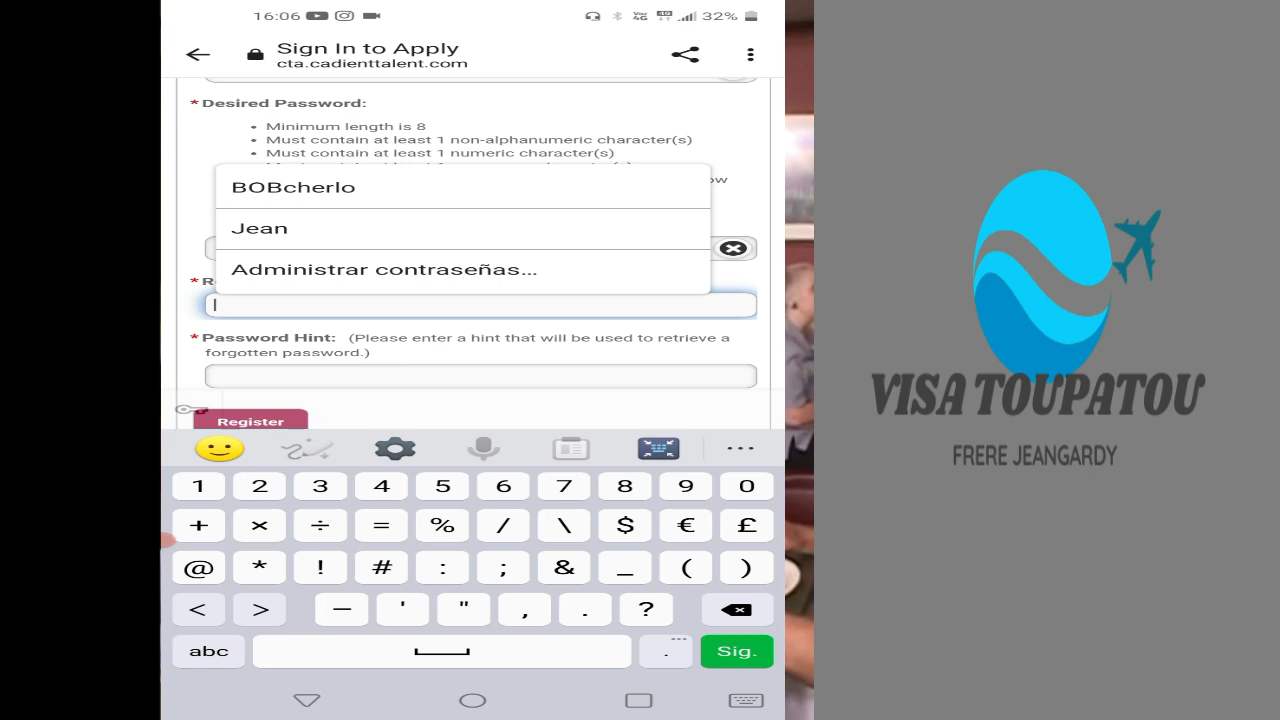 16:06 32%
Sign In to Apply
cta.cadienttalent.com
* Desired Password:
• Minimum length is 8
• Must contain at least 1 non-alphanumeric character(s)
• Must contain at least 1 numeric character(s)
ow
BOBcherlo
Jean
Administrar contraseñas...
* R
* Password Hint: (Please enter a hint that will be used to retrieve a
forgotten password.)
Register
1 2 3 4 5 6 7 8 9 0
+ × ÷ = % / \ $ € £
@ * ! # : ; & _ ( )
< > – ' " , . ?
abc . Sig.
VISA TOUPATOU
FRERE JEANGARDY